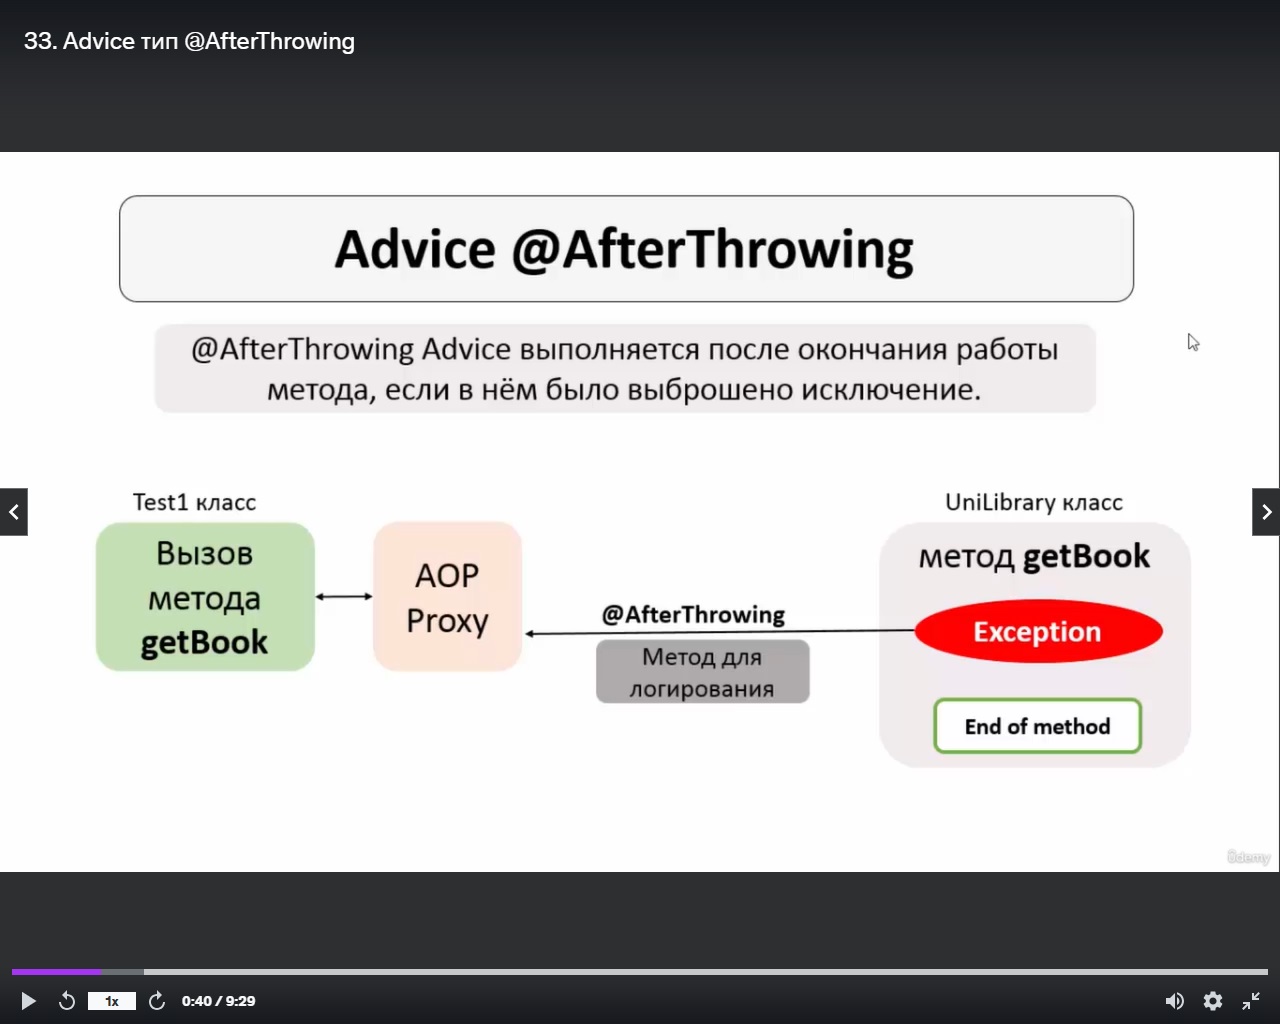 33. Advice тип @AfterThrowing
Advice @AfterThrowing
@AfterThrowing Advice выполняется после окончания работы
метода, если в нём было выброшено исключение.
Test1 класс
Вызов
метода
getBook
AOP
Proxy
@AfterThrowing
Метод для
логирования
UniLibrary класс
метод getBook
Exception
End of method
ûdemy
1x
0:40 / 9:29